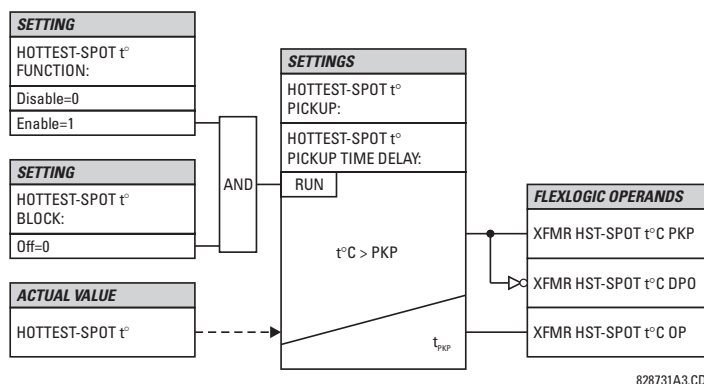 SETTING
HOTTEST-SPOT t°
FUNCTION:
Disable=0
Enable=1
SETTING
HOTTEST-SPOT t°
BLOCK:
Off=0
ACTUAL VALUE
HOTTEST-SPOT t°
AND
SETTINGS
HOTTEST-SPOT t°
PICKUP:
HOTTEST-SPOT t°
PICKUP TIME DELAY:
RUN
t°C > PKP
tPKP
FLEXLOGIC OPERANDS
XFMR HST-SPOT t°C PKP
XFMR HST-SPOT t°C DPO
XFMR HST-SPOT t°C OP
828731A3.CD